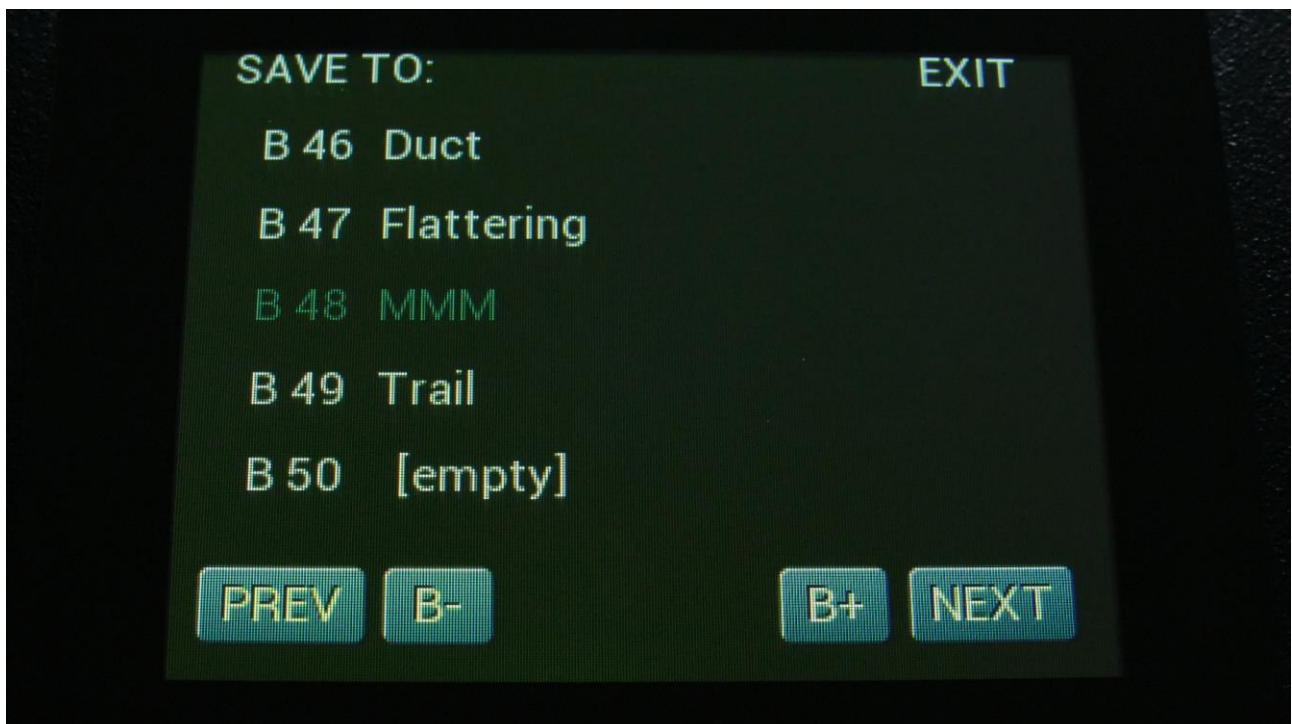 SAVE TO: EXIT
B 46 Duct
B 47 Flattering
B 48 MMM
B 49 Trail
B 50 [empty]
PREV B- B+ NEXT